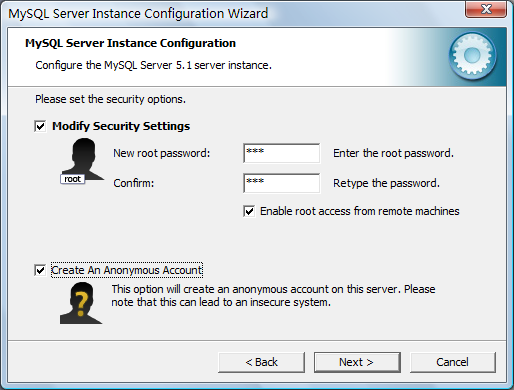 MySQL Server Instance Configuration Wizard
MySQL Server Instance Configuration
Configure the MySQL Server 5.1 server instance.
Please set the security options.
Modify Security Settings
New root password: *** Enter the root password.
root
Confirm: *** Retype the password.
Enable root access from remote machines
Create An Anonymous Account
This option will create an anonymous account on this server. Please
note that this can lead to an insecure system.
< Back Next > Cancel